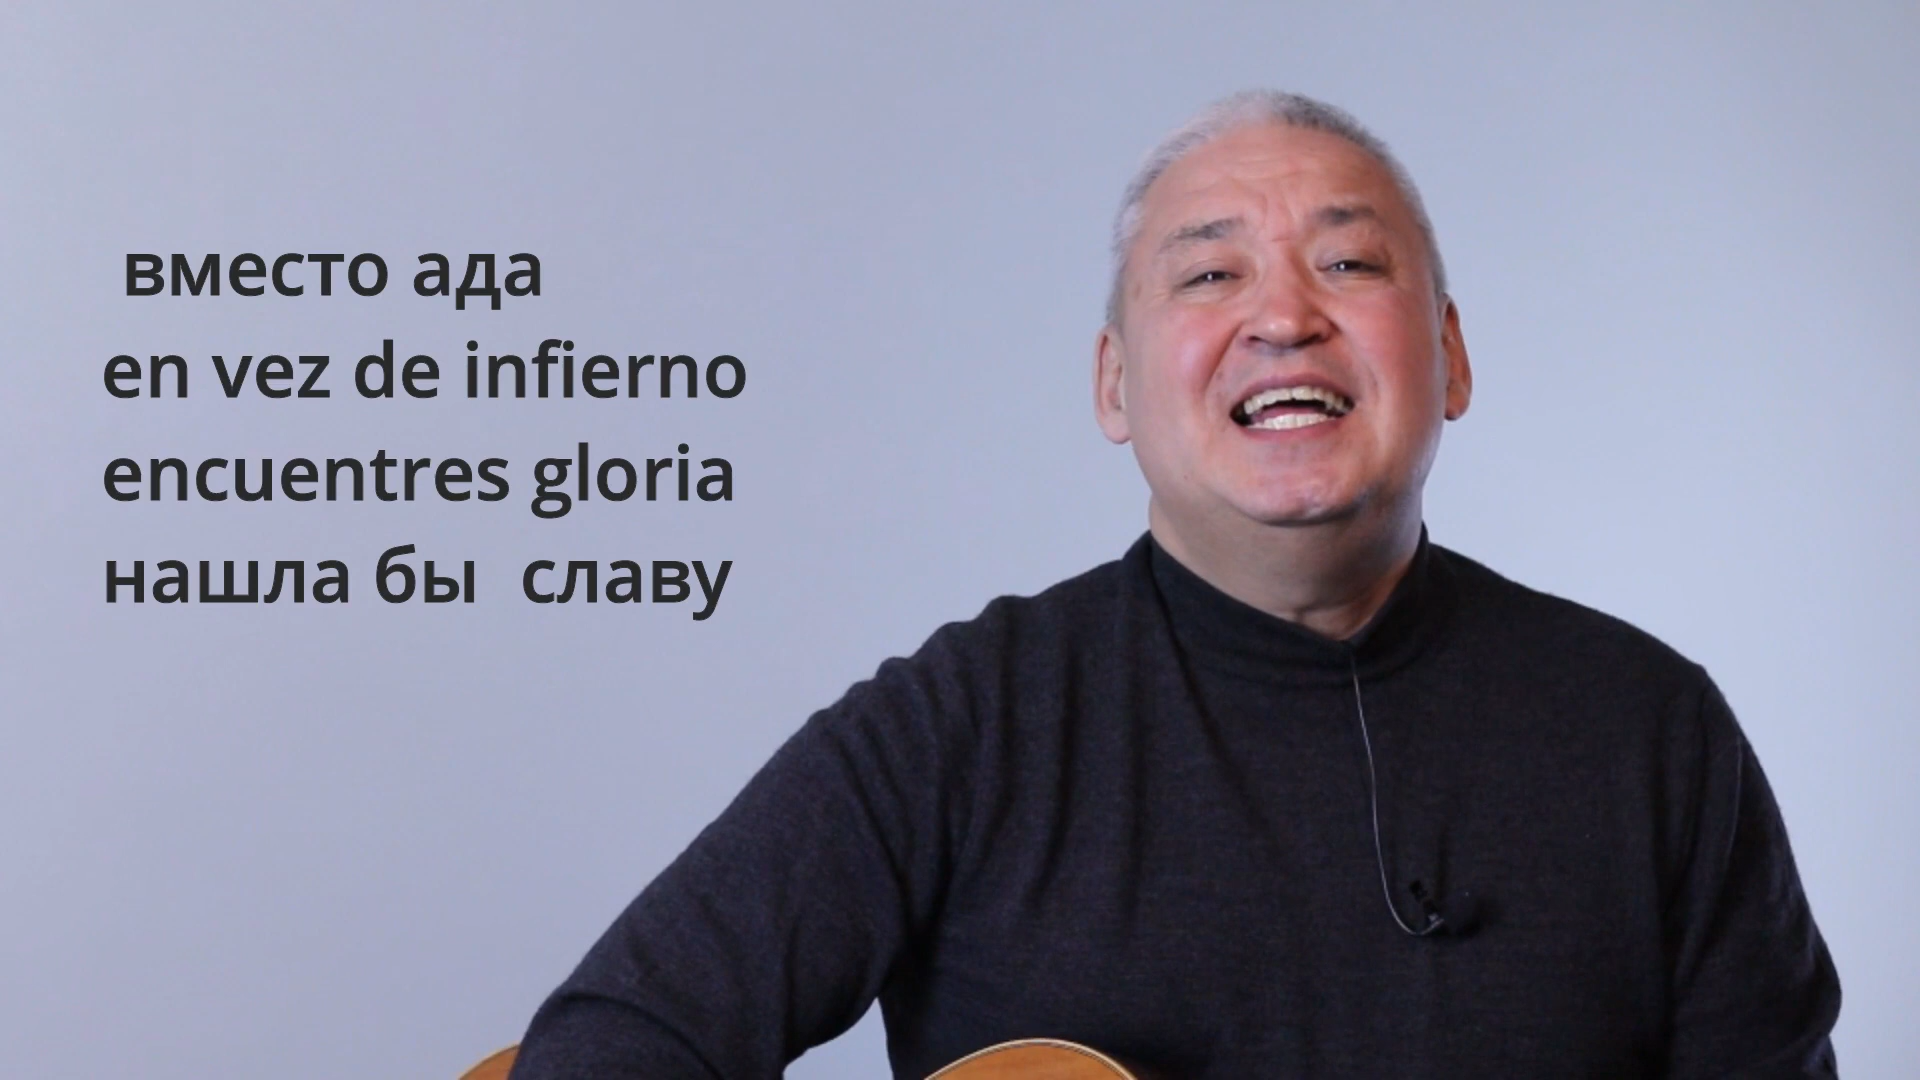 вместо ада
en vez de infierno
encuentres gloria
нашла бы славу